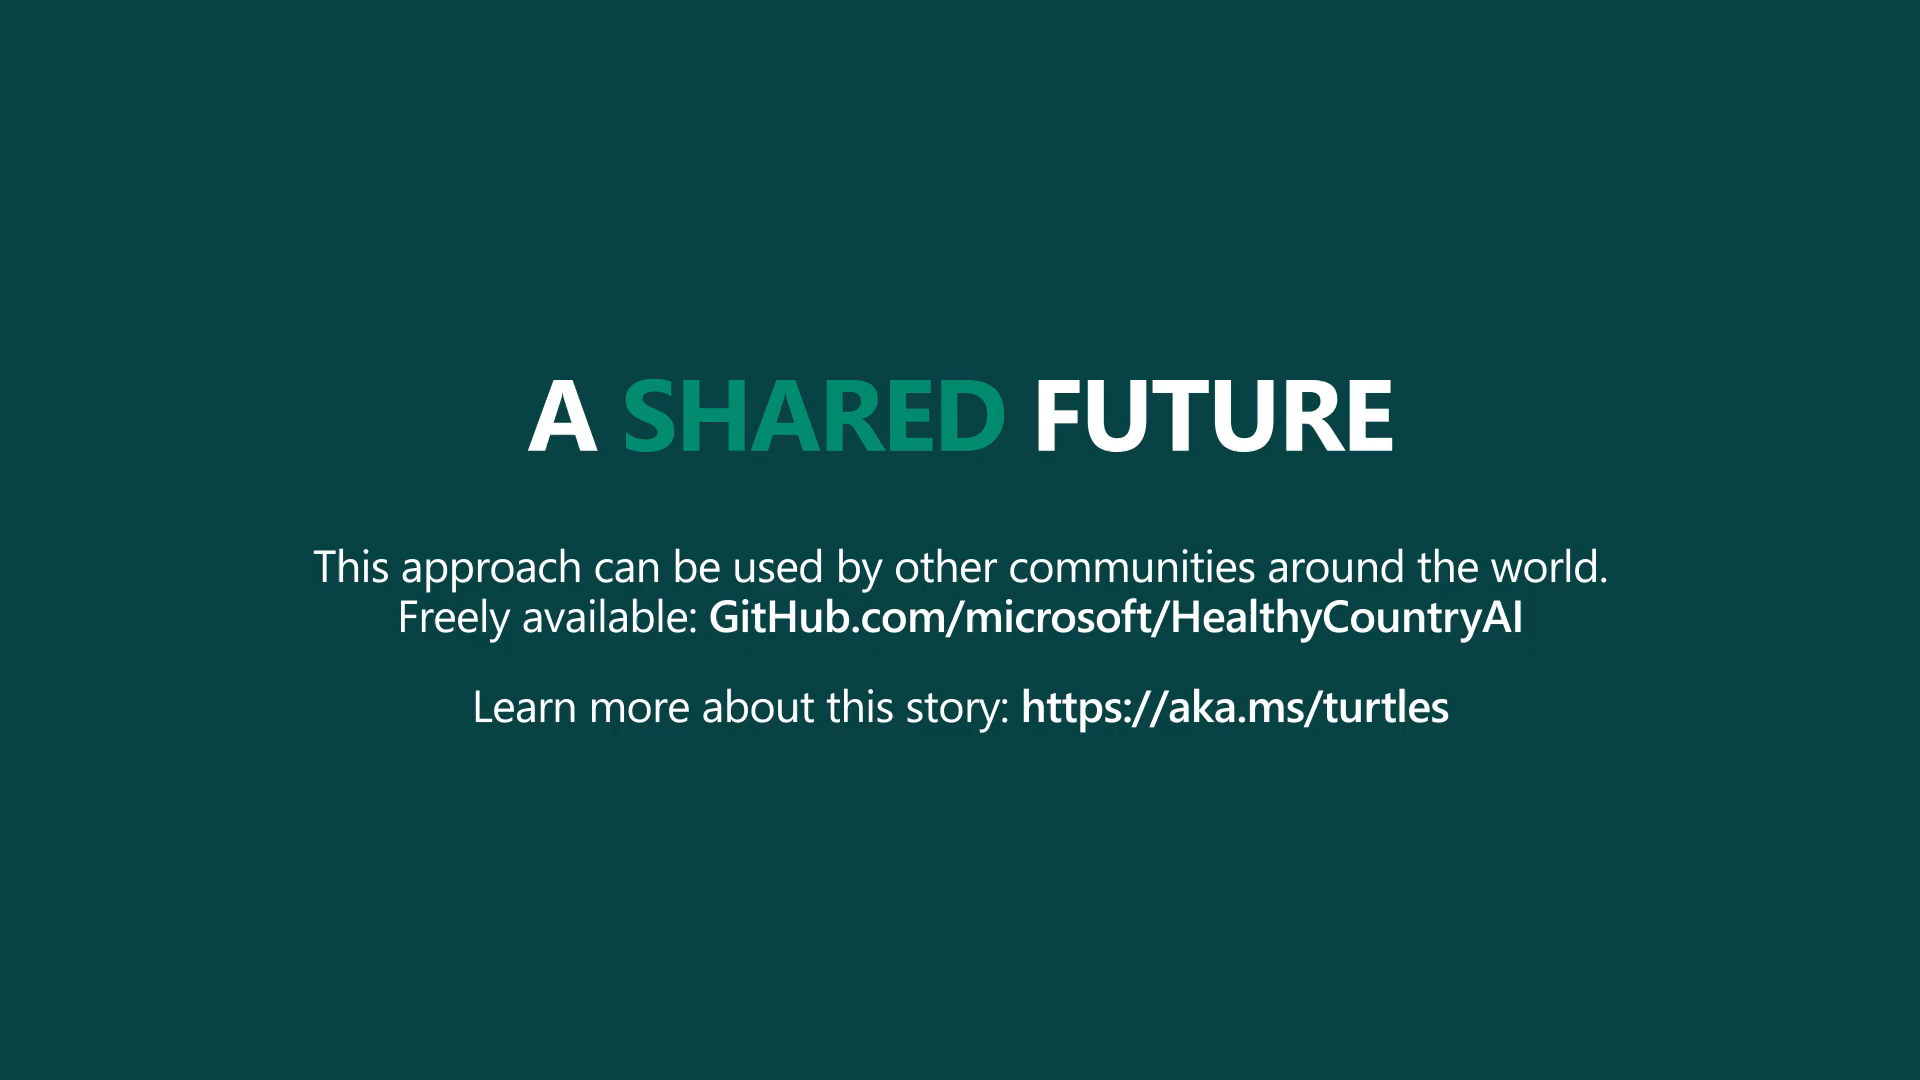 A SHARED FUTURE
This approach can be used by other communities around the world.
Freely available: GitHub.com/microsoft/HealthyCountryAI
Learn more about this story: https://aka.ms/turtles